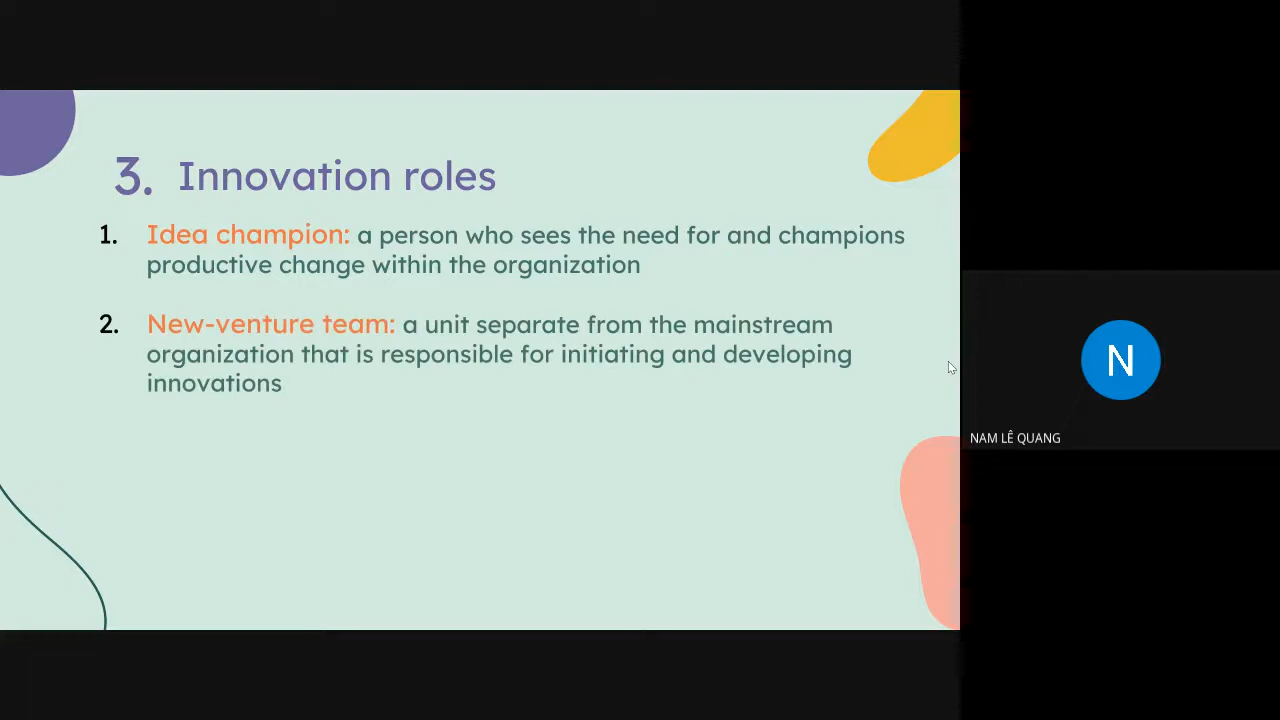 3. Innovation roles
1. Idea champion: a person who sees the need for and champions
productive change within the organization
2. New-venture team: a unit separate from the mainstream
organization that is responsible for initiating and developing
innovations
N
NAM LÊ QUANG